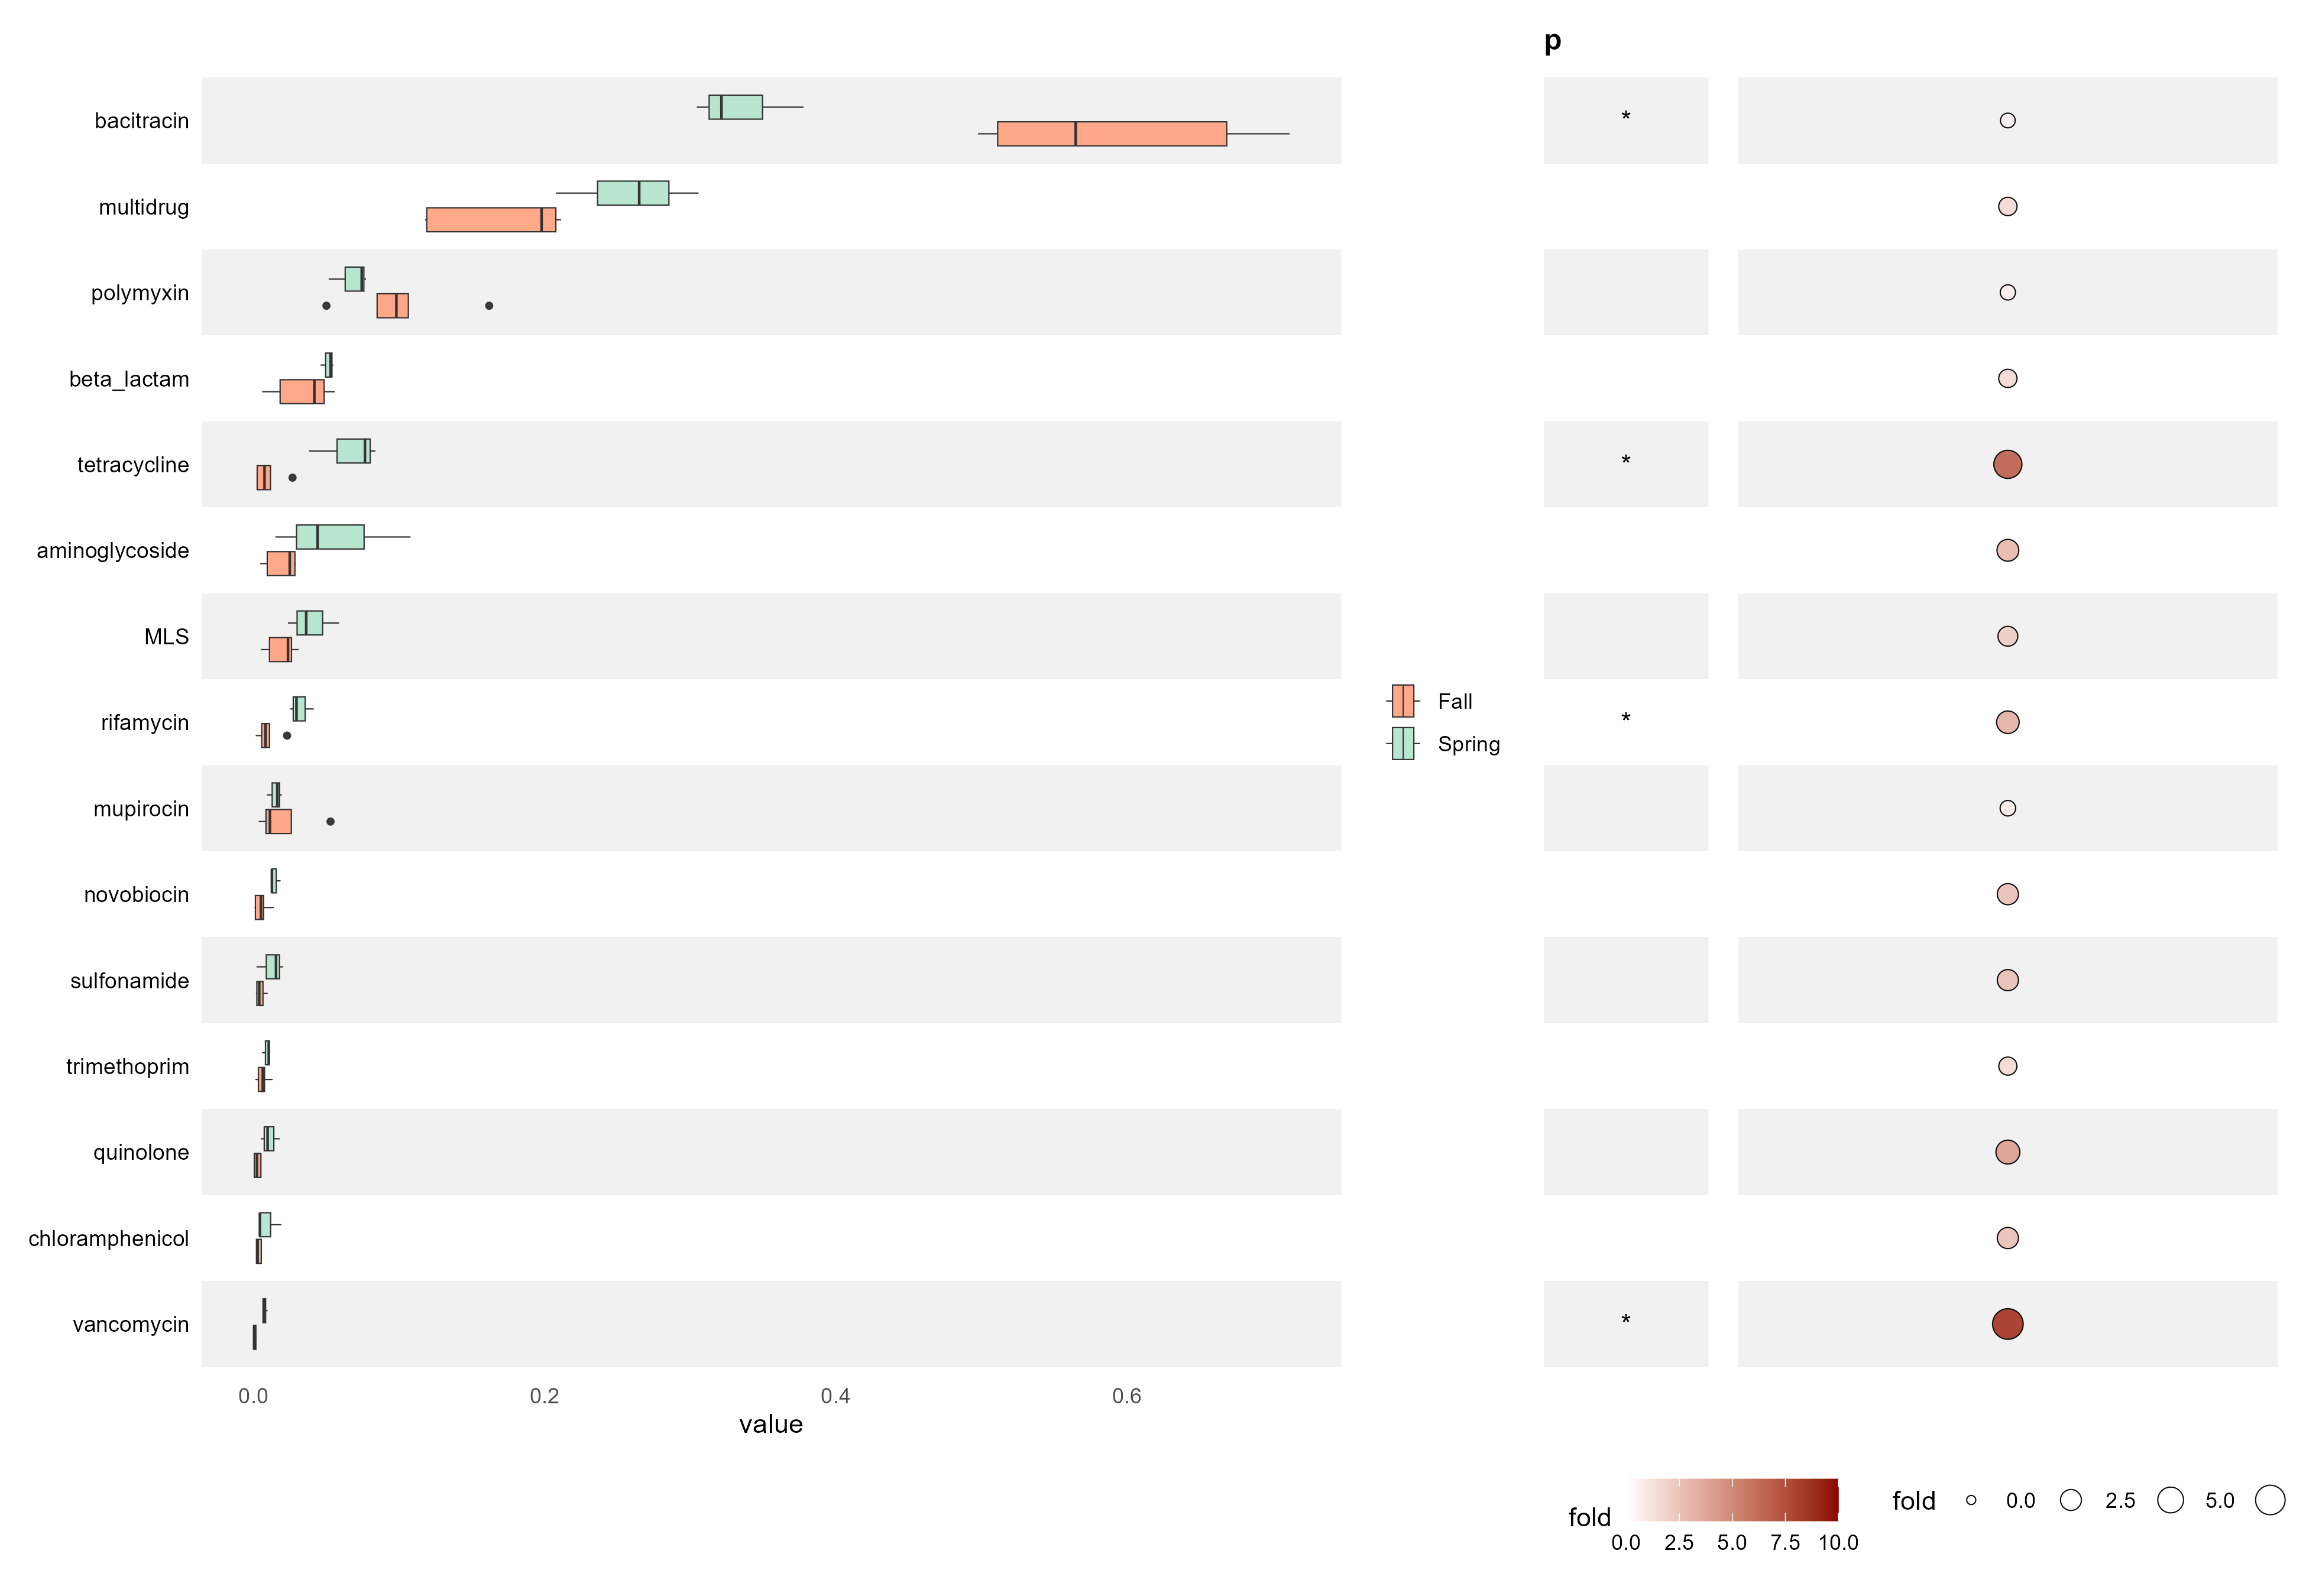 p
bacitracin *
multidrug
polymyxin
beta_lactam
tetracycline *
aminoglycoside
MLS
Fall
Spring
rifamycin *
mupirocin
novobiocin
sulfonamide
trimethoprim
quinolone
chloramphenicol
vancomycin *
0.0 0.2 0.4 0.6
value
fold
0.0 2.5 5.0 7.5 10.0
fold 0.0 2.5 5.0